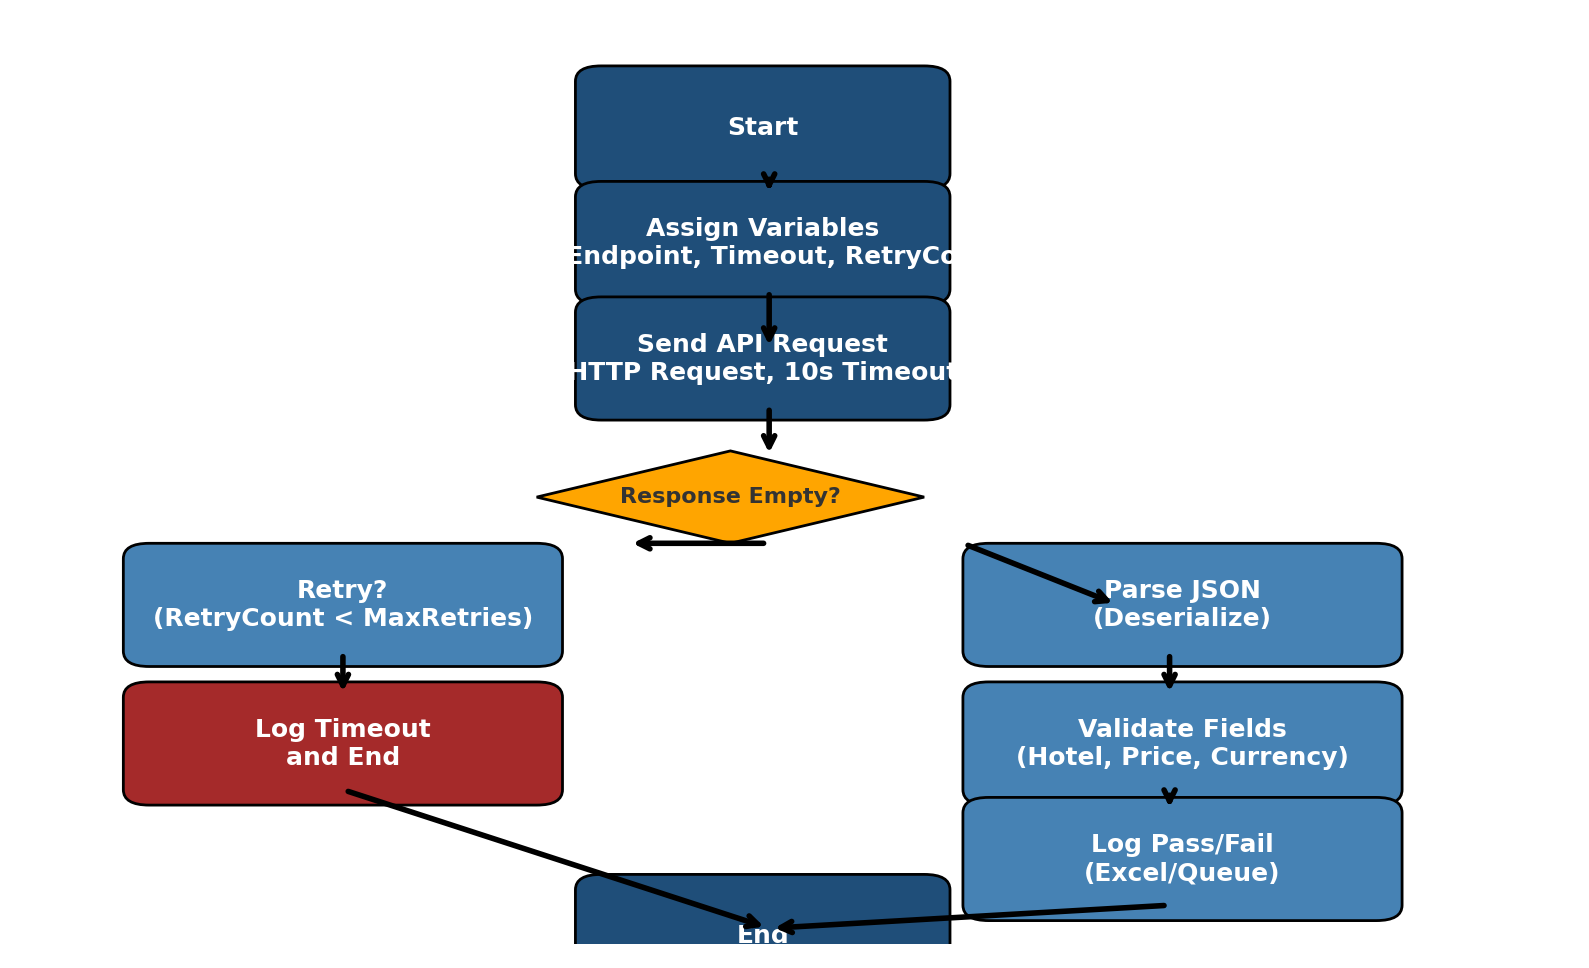 Start
Assign Variables
Endpoint, Timeout, RetryCo
Send API Request
HTTP Request, 10s Timeout
Response Empty?
Retry?
(RetryCount < MaxRetries)
Parse JSON
(Deserialize)
Log Timeout
and End
Validate Fields
(Hotel, Price, Currency)
Log Pass/Fail
(Excel/Queue)
End